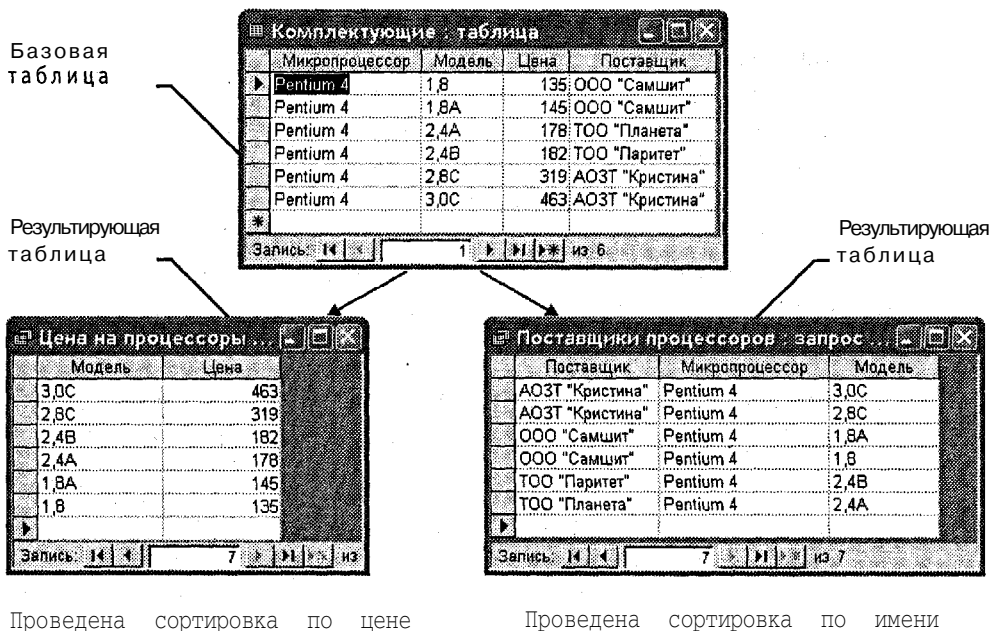 Базовая
таблица
Комплектующие : таблица
Микропроцессор Модель Цена Поставщик
Pentium 4 1,8 135 ООО "Самшит"
Pentium 4 1,8A 145 ООО "Самшит"
Pentium 4 2,4A 178 ТОО "Планета"
Pentium 4 2,4B 182 ТОО "Паритет"
Pentium 4 2,8C 319 АОЗТ "Кристина"
Pentium 4 3,0C 463 АОЗТ "Кристина"
Запись: 1 из 6
Результирующая
таблица
Результирующая
таблица
Цена на процессоры ...
Модель Цена
3,0C 463
2,8C 319
2,4B 182
2,4A 178
1,8A 145
1,8 135
Запись: 7 из
Поставщики процессоров : запрос ...
Поставщик Микропроцессор Модель
АОЗТ "Кристина" Pentium 4 3,0C
АОЗТ "Кристина" Pentium 4 2,8C
ООО "Самшит" Pentium 4 1,8A
ООО "Самшит" Pentium 4 1,8
ТОО "Паритет" Pentium 4 2,4B
ТОО "Планета" Pentium 4 2,4A
Запись: 7 из 7
Проведена сортировка по цене
Проведена сортировка по имени